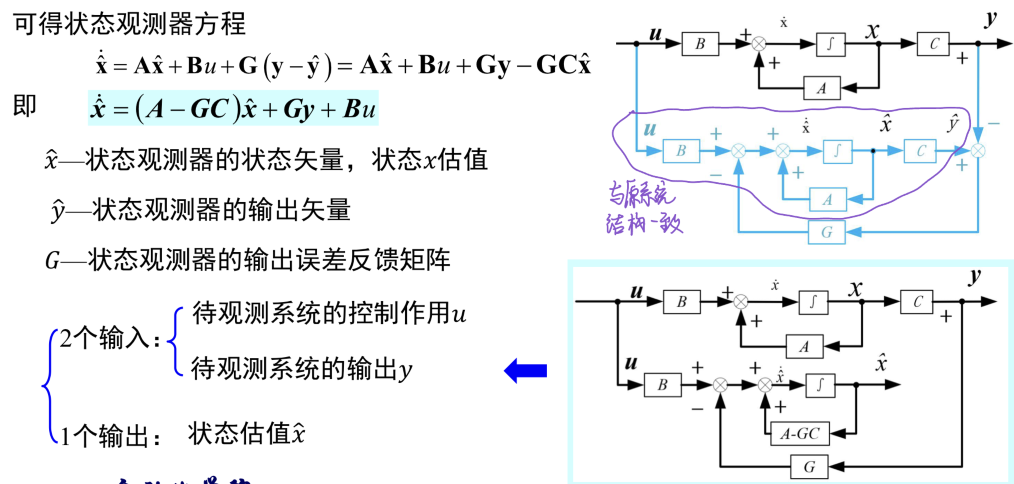 可得状态观测器方程
$\dot{\hat{\mathbf{x}}} = \mathbf{A}\hat{\mathbf{x}} + \mathbf{B}u + \mathbf{G}(\mathbf{y} - \hat{\mathbf{y}}) = \mathbf{A}\hat{\mathbf{x}} + \mathbf{B}u + \mathbf{G}\mathbf{y} - \mathbf{G}\mathbf{C}\hat{\mathbf{x}}$
即 $\dot{\hat{x}} = (A - GC)\hat{x} + Gy + Bu$
$\hat{x}$—状态观测器的状态矢量，状态$x$估值
$\hat{y}$—状态观测器的输出矢量
$G$—状态观测器的输出误差反馈矩阵
2个输入：
待观测系统的控制作用$u$
待观测系统的输出$y$
1个输出： 状态估值$\hat{x}$
u B + $\dot{x}$ ∫ x C + y
+ A
u B + + $\dot{\hat{x}}$ ∫ $\hat{x}$ C $\hat{y}$ + −
− + A
G
与原系统
结构一致
u B + $\dot{x}$ ∫ x C + y
+ A
u B + + $\dot{\hat{x}}$ ∫ $\hat{x}$
− + A-GC
G